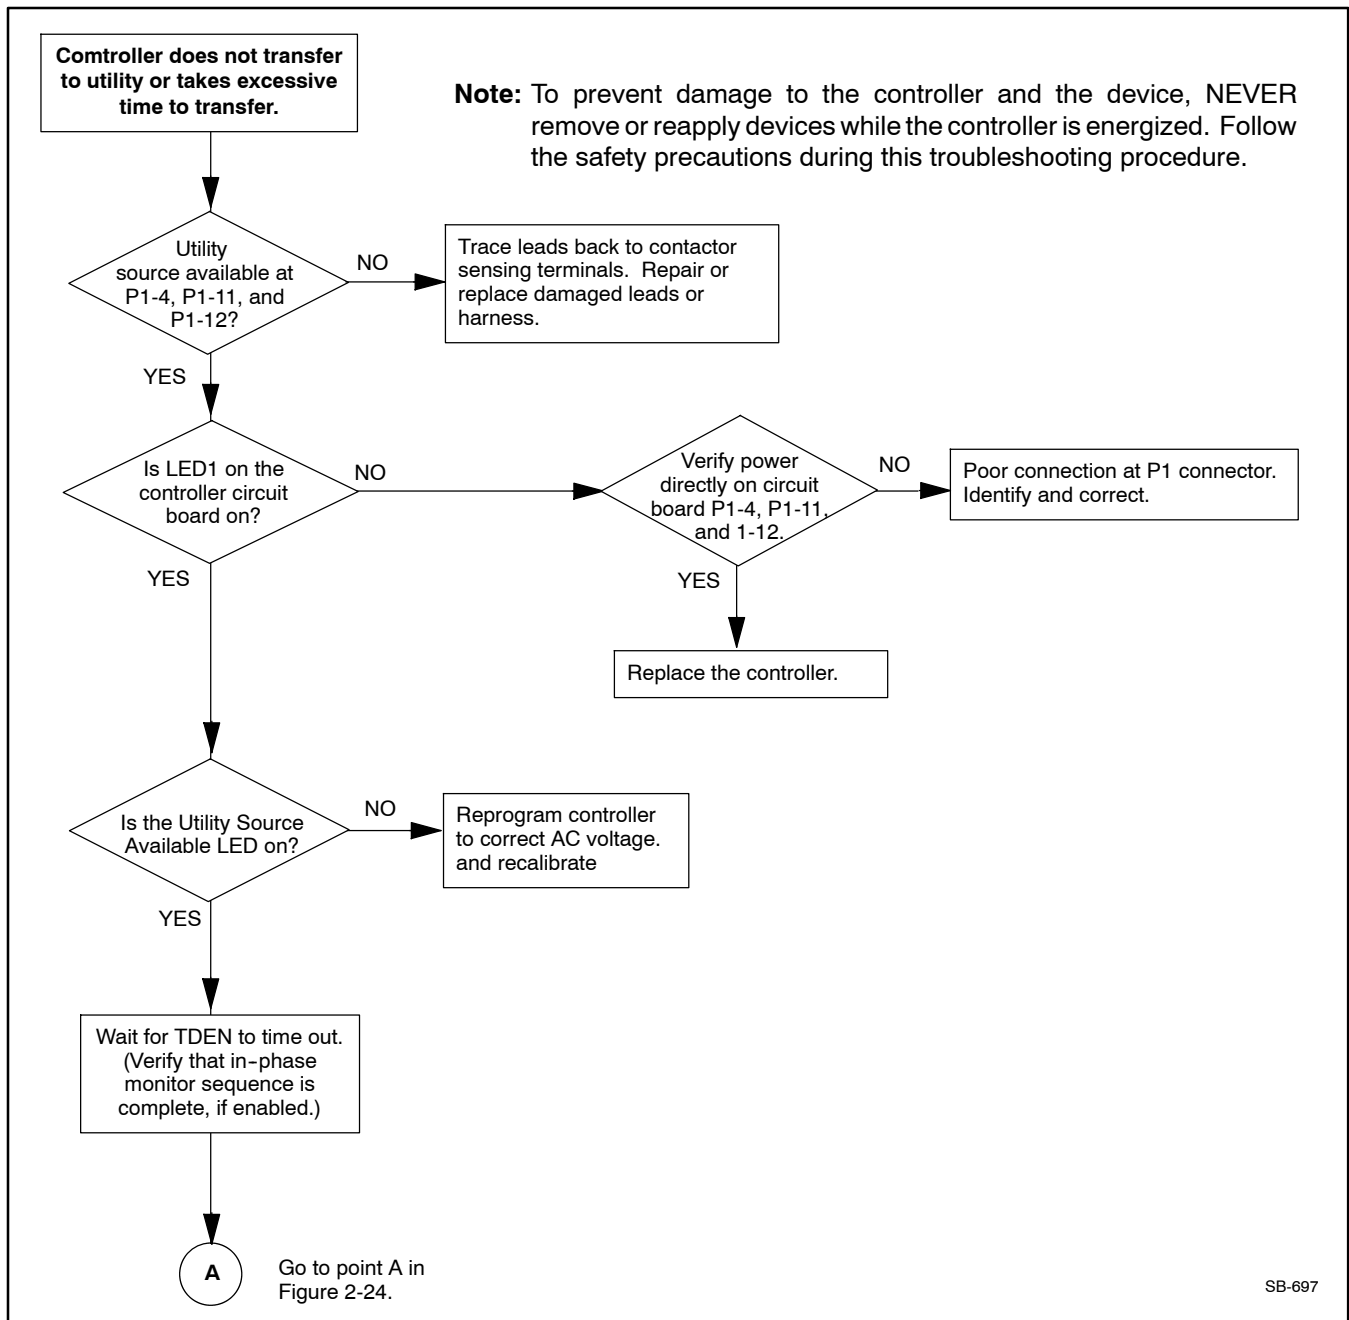 Comtroller does not transfer
to utility or takes excessive
time to transfer.
Note: To prevent damage to the controller and the device, NEVER
remove or reapply devices while the controller is energized. Follow
the safety precautions during this troubleshooting procedure.
Utility
source available at
P1-4, P1-11, and
P1-12?
NO
Trace leads back to contactor
sensing terminals. Repair or
replace damaged leads or
harness.
YES
Is LED1 on the
controller circuit
board on?
NO
Verify power
directly on circuit
board P1-4, P1-11,
and 1-12.
NO
Poor connection at P1 connector.
Identify and correct.
YES
YES
Replace the controller.
Is the Utility Source
Available LED on?
NO
Reprogram controller
to correct AC voltage.
and recalibrate
YES
Wait for TDEN to time out.
(Verify that in-phase
monitor sequence is
complete, if enabled.)
A
Go to point A in
Figure 2-24.
SB-697